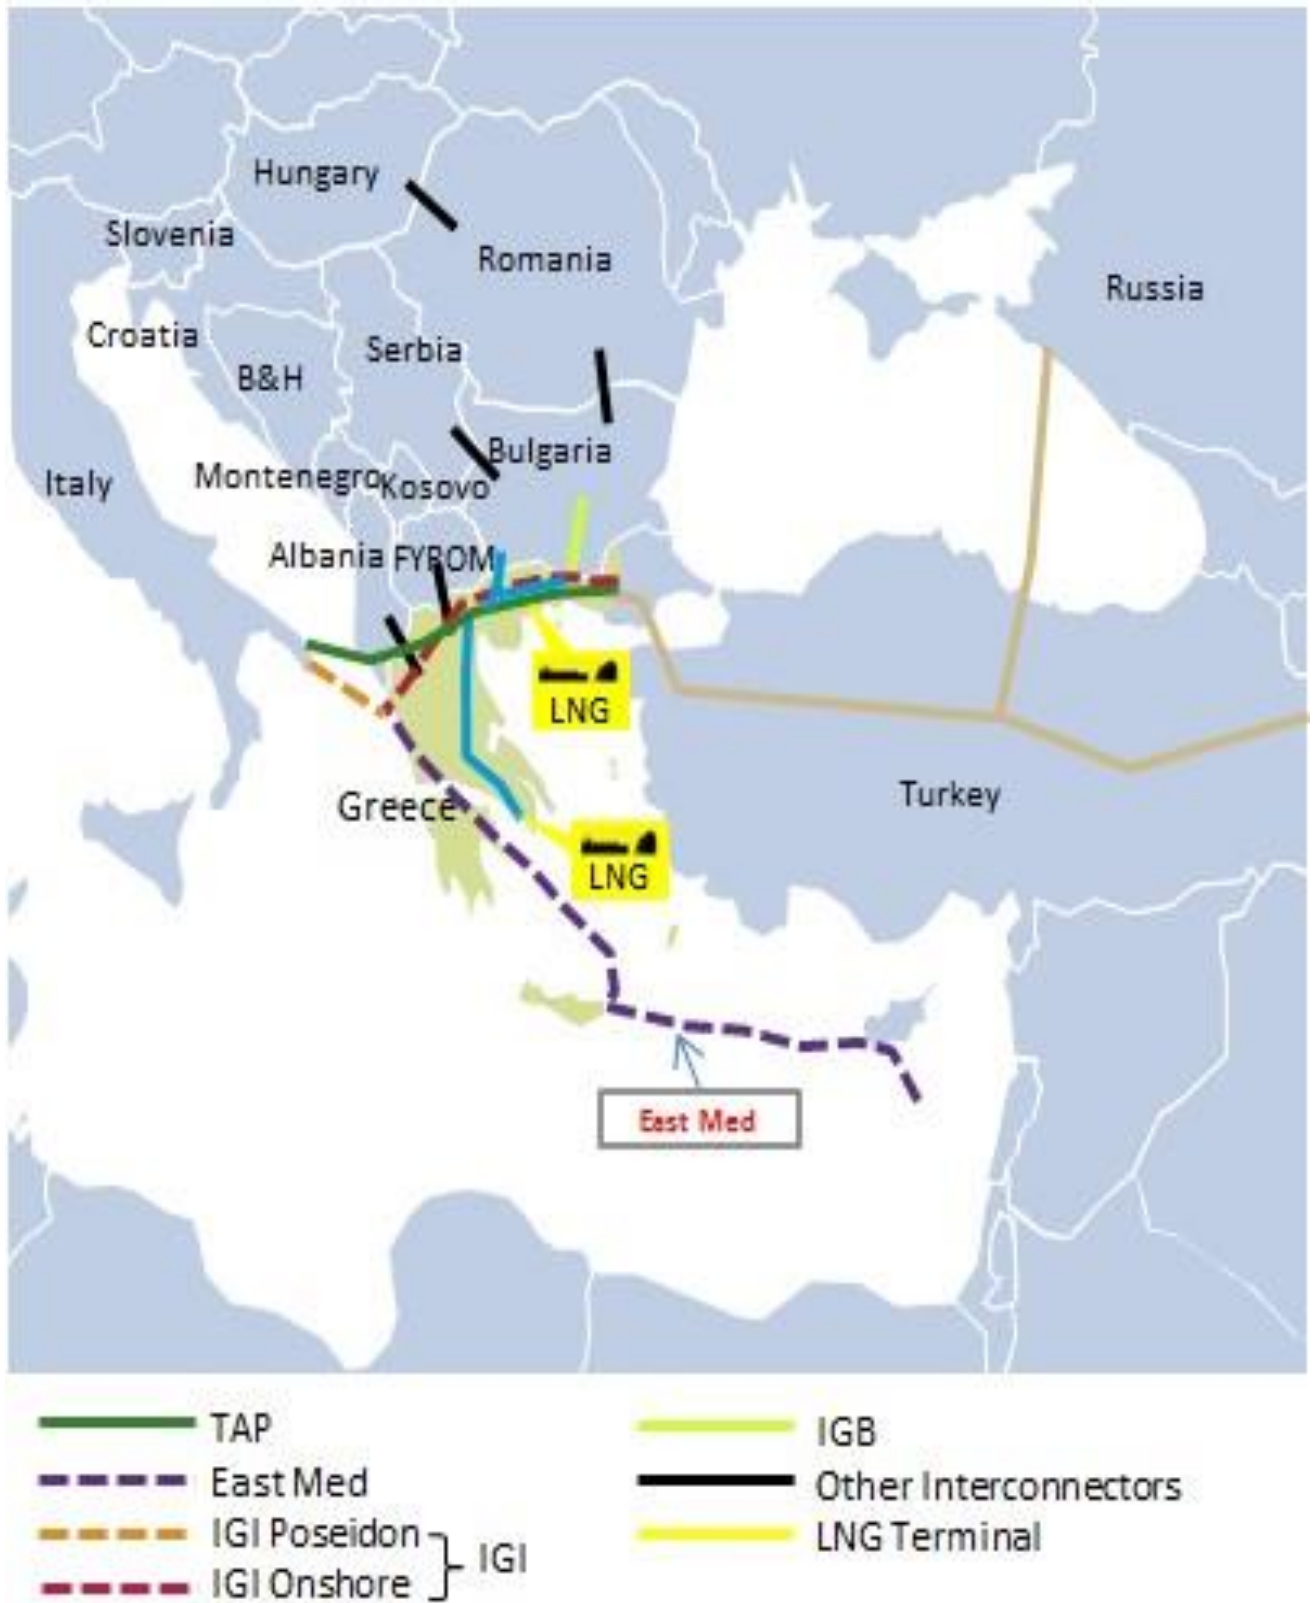 Hungary
Slovenia
Romania
Russia
Croatia
Serbia
B&H
Bulgaria
Italy
Montenegro
Kosovo
Albania
FYROM
LNG
Turkey
Greece
LNG
East Med
TAP
East Med
IGI Poseidon
IGI Onshore
IGI
IGB
Other Interconnectors
LNG Terminal